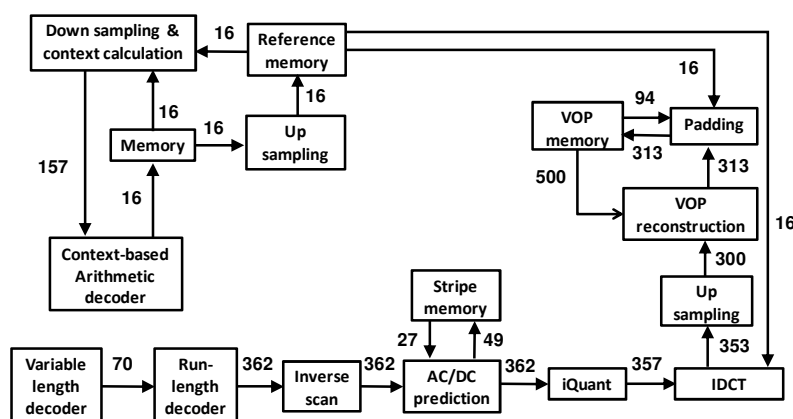 Down sampling &
context calculation
16
Reference
memory
16
16
16
94
VOP
memory
Padding
16
Up
sampling
Memory
313
313
157
500
16
VOP
reconstruction
16
Context-based
Arithmetic
decoder
300
Stripe
memory
Up
sampling
27
49
353
Variable
length
decoder
70
Run-
length
decoder
362
Inverse
scan
362
AC/DC
prediction
362
iQuant
357
IDCT